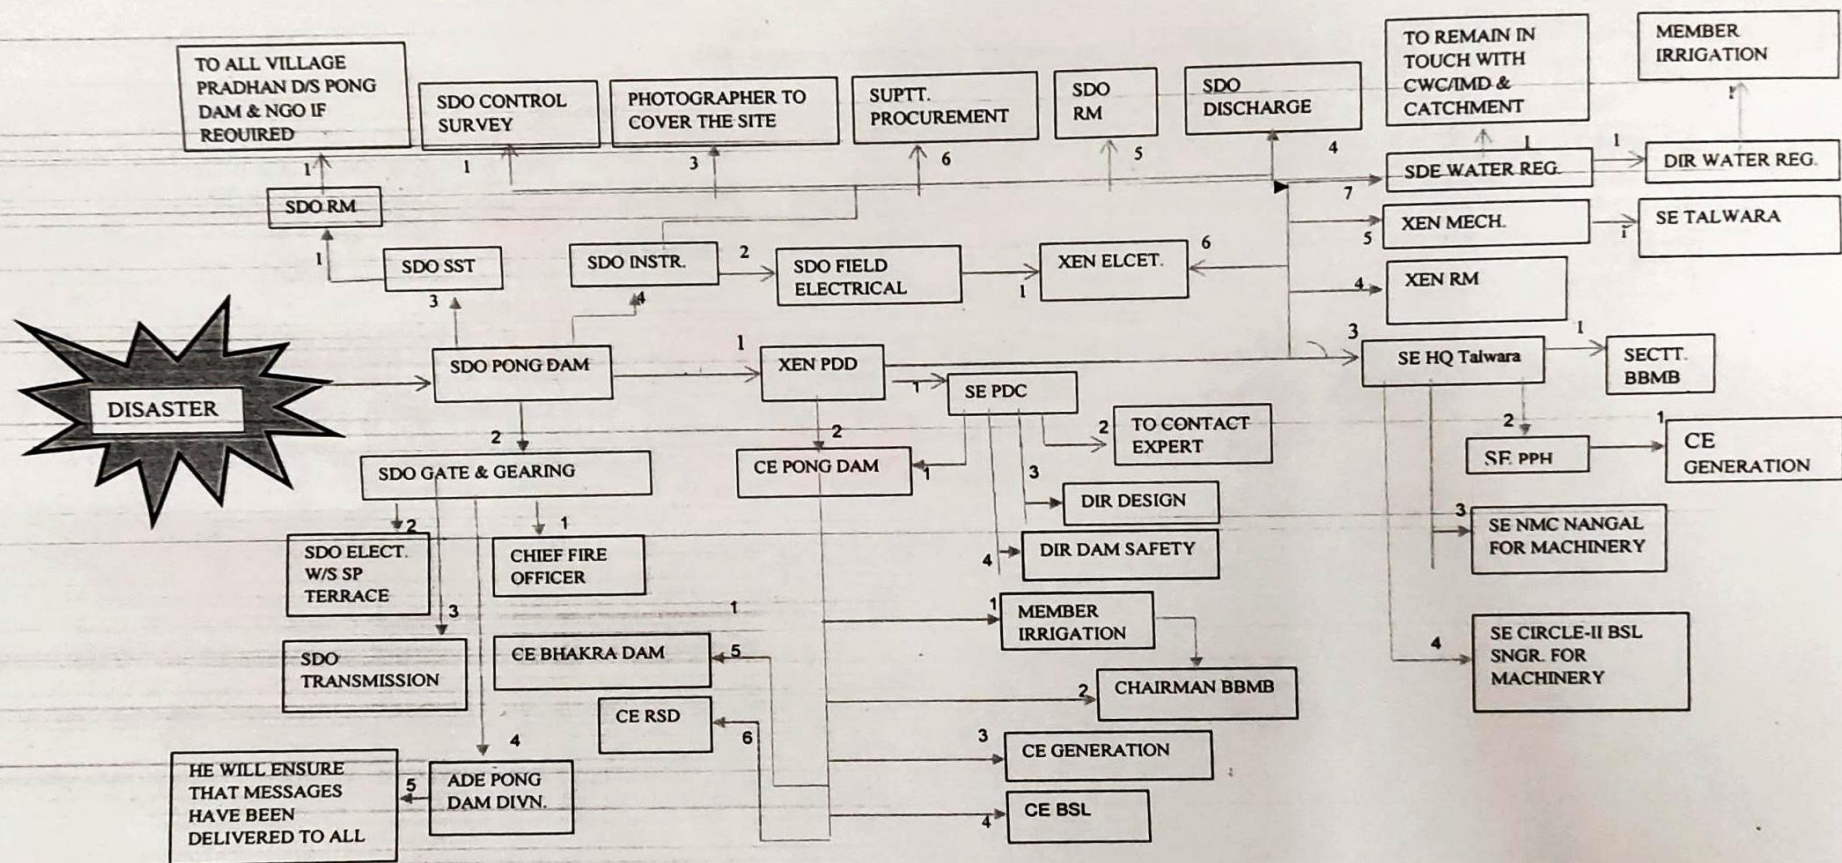 TO ALL VILLAGE
PRADHAN D/S PONG
DAM & NGO IF
REQUIRED
SDO CONTROL
SURVEY
PHOTOGRAPHER TO
COVER THE SITE
SUPTT.
PROCUREMENT
SDO
RM
SDO
DISCHARGE
TO REMAIN IN
TOUCH WITH
CWC/IMD &
CATCHMENT
MEMBER
IRRIGATION
1
1
1
3
6
5
4
1
1
SDO RM
7
SDE WATER REG.
DIR WATER REG.
1
SDO SST
3
SDO INSTR.
4
2
SDO FIELD
ELECTRICAL
1
XEN ELCET.
6
5
XEN MECH.
1
SE TALWARA
4
XEN RM
DISASTER
SDO PONG DAM
1
XEN PDD
1
SE PDC
3
SE HQ Talwara
1
SECTT.
BBMB
2
2
CE PONG DAM
1
2
TO CONTACT
EXPERT
2
SE PPH
1
CE
GENERATION
SDO GATE & GEARING
3
DIR DESIGN
3
SE NMC NANGAL
FOR MACHINERY
2
1
SDO ELECT.
W/S SP
TERRACE
CHIEF FIRE
OFFICER
4
DIR DAM SAFETY
3
1
1
MEMBER
IRRIGATION
4
SE CIRCLE-II BSL
SNGR. FOR
MACHINERY
SDO
TRANSMISSION
CE BHAKRA DAM
5
2
CHAIRMAN BBMB
CE RSD
6
3
CE GENERATION
4
HE WILL ENSURE
THAT MESSAGES
HAVE BEEN
DELIVERED TO ALL
5
ADE PONG
DAM DIVN.
4
CE BSL